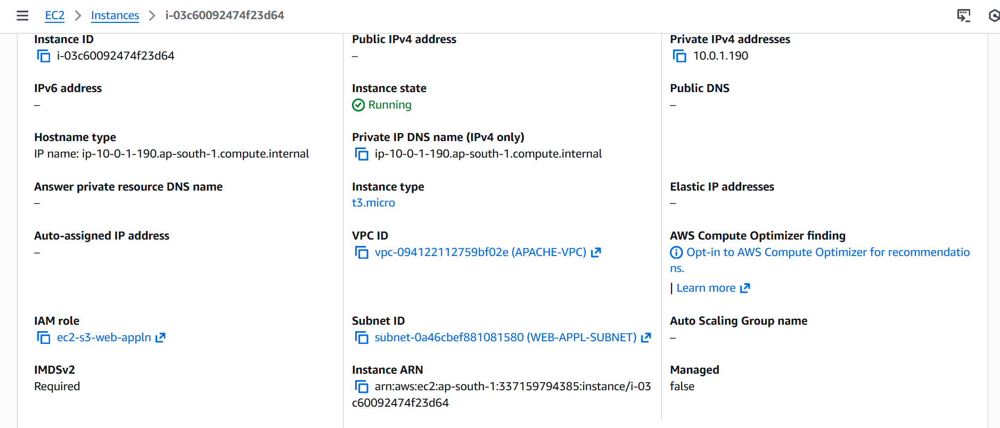 EC2 > Instances > i-03c60092474f23d64
Instance ID
i-03c60092474f23d64
Public IPv4 address
–
Private IPv4 addresses
10.0.1.190
IPv6 address
–
Instance state
Running
Public DNS
–
Hostname type
IP name: ip-10-0-1-190.ap-south-1.compute.internal
Private IP DNS name (IPv4 only)
ip-10-0-1-190.ap-south-1.compute.internal
Answer private resource DNS name
–
Instance type
t3.micro
Elastic IP addresses
–
Auto-assigned IP address
–
VPC ID
vpc-094122112759bf02e (APACHE-VPC)
AWS Compute Optimizer finding
Opt-in to AWS Compute Optimizer for recommendatio
ns.
| Learn more
IAM role
ec2-s3-web-appln
Subnet ID
subnet-0a46cbef881081580 (WEB-APPL-SUBNET)
Auto Scaling Group name
–
IMDSv2
Required
Instance ARN
arn:aws:ec2:ap-south-1:337159794385:instance/i-03
c60092474f23d64
Managed
false